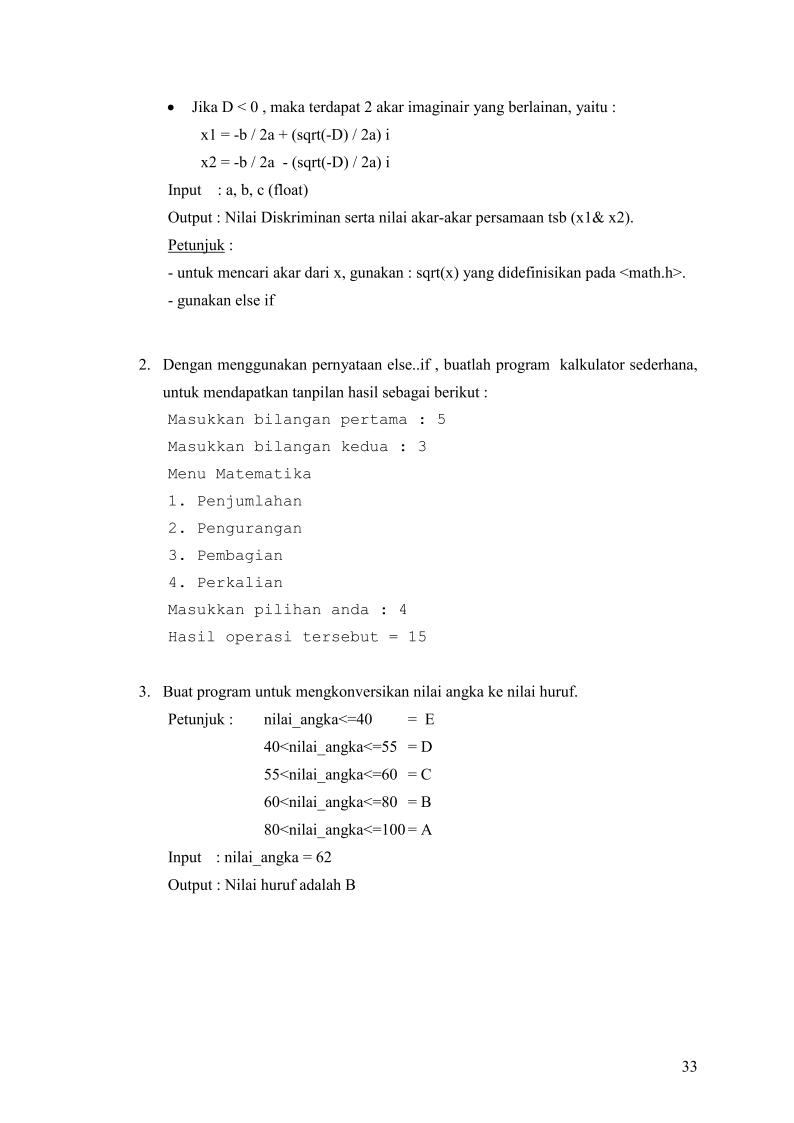 • Jika D < 0 , maka terdapat 2 akar imaginair yang berlainan, yaitu :
x1 = -b / 2a + (sqrt(-D) / 2a) i
x2 = -b / 2a - (sqrt(-D) / 2a) i
Input : a, b, c (float)
Output : Nilai Diskriminan serta nilai akar-akar persamaan tsb (x1& x2).
Petunjuk :
- untuk mencari akar dari x, gunakan : sqrt(x) yang didefinisikan pada <math.h>.
- gunakan else if
2. Dengan menggunakan pernyataan else..if , buatlah program kalkulator sederhana,
untuk mendapatkan tanpilan hasil sebagai berikut :
Masukkan bilangan pertama : 5
Masukkan bilangan kedua : 3
Menu Matematika
1. Penjumlahan
2. Pengurangan
3. Pembagian
4. Perkalian
Masukkan pilihan anda : 4
Hasil operasi tersebut = 15
3. Buat program untuk mengkonversikan nilai angka ke nilai huruf.
Petunjuk : nilai_angka<=40 = E
40<nilai_angka<=55 = D
55<nilai_angka<=60 = C
60<nilai_angka<=80 = B
80<nilai_angka<=100 = A
Input : nilai_angka = 62
Output : Nilai huruf adalah B
33